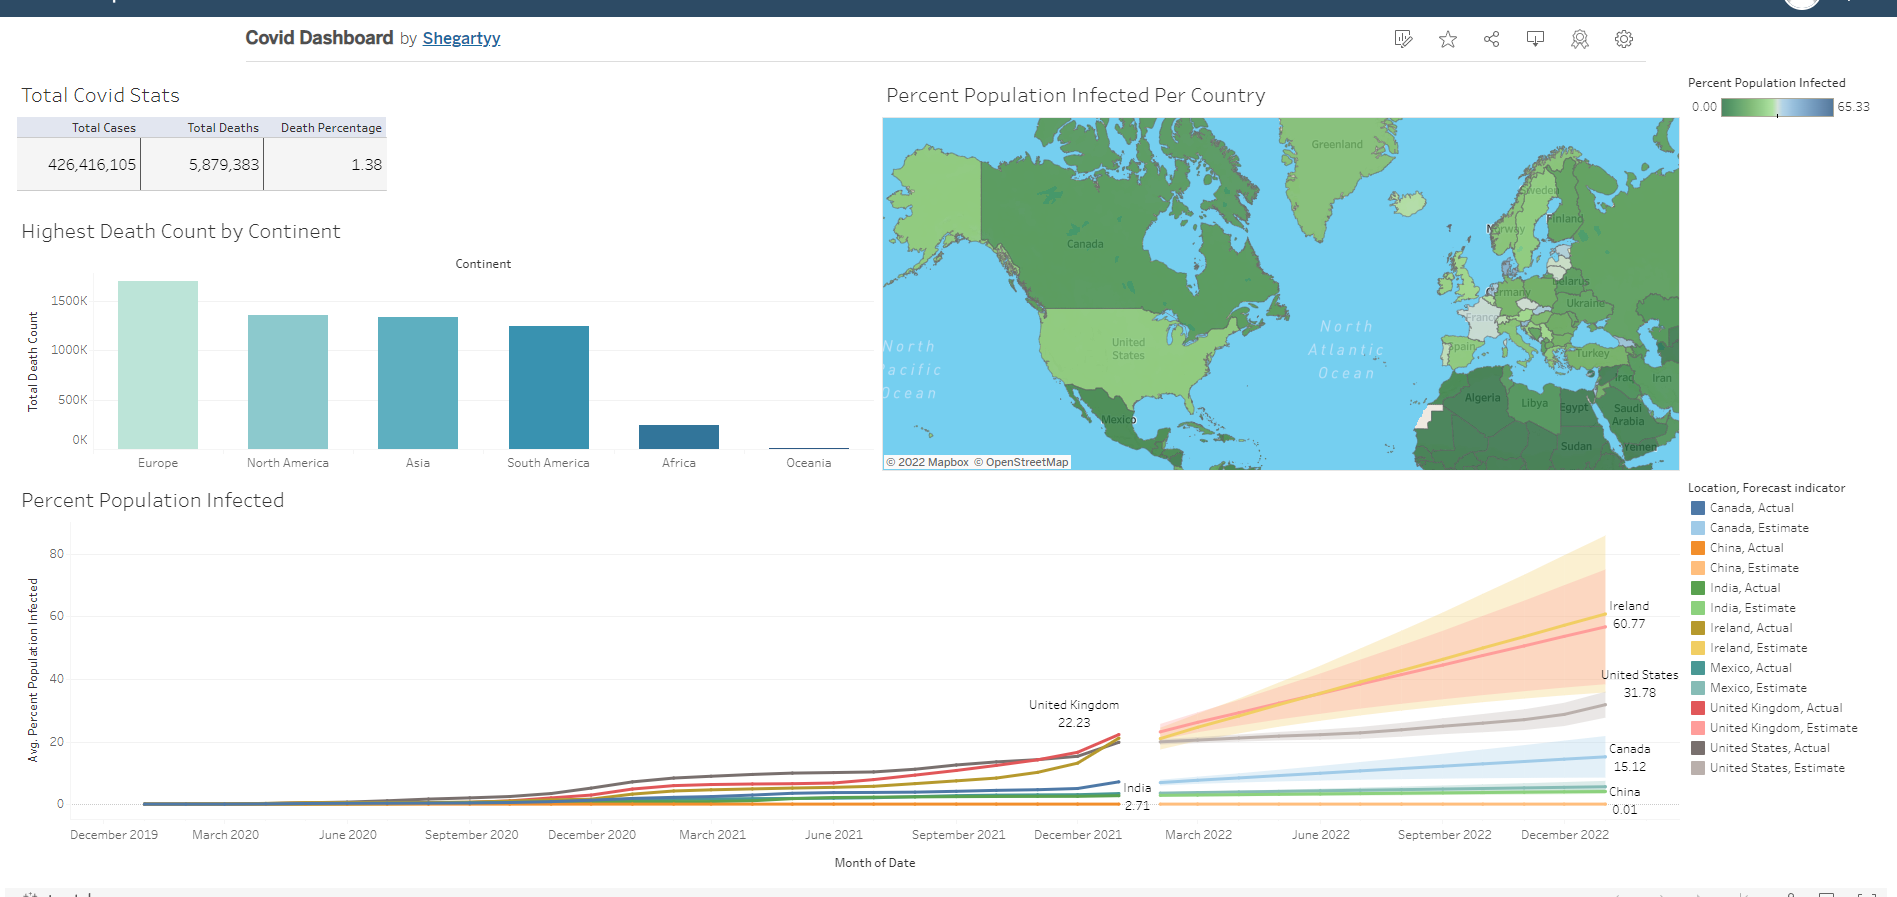 Covid Dashboard by Shegartyy
Total Covid Stats
Total Cases Total Deaths Death Percentage
426,416,105 5,879,383 1.38
Highest Death Count by Continent
Continent
Total Death Count
1500K
1000K
500K
0K
Europe North America Asia South America Africa Oceania
Percent Population Infected Per Country
Greenland
Canada
United
States
Mexico
North
Pacific
Ocean
North
Atlantic
Ocean
Sweden
Finland
Norway
Belarus
Germany
Ukraine
France
Spain
Turkey
Iraq
Iran
Algeria
Libya
Egypt
Saudi
Arabia
Sudan
Yemen
© 2022 Mapbox © OpenStreetMap
Percent Population Infected
0.00 65.33
Percent Population Infected
Avg. Percent Population Infected
80
60
40
20
0
United Kingdom
22.23
India
2.71
Ireland
60.77
United States
31.78
Canada
15.12
China
0.01
December 2019 March 2020 June 2020 September 2020 December 2020 March 2021 June 2021 September 2021 December 2021 March 2022 June 2022 September 2022 December 2022
Month of Date
Location, Forecast indicator
Canada, Actual
Canada, Estimate
China, Actual
China, Estimate
India, Actual
India, Estimate
Ireland, Actual
Ireland, Estimate
Mexico, Actual
Mexico, Estimate
United Kingdom, Actual
United Kingdom, Estimate
United States, Actual
United States, Estimate